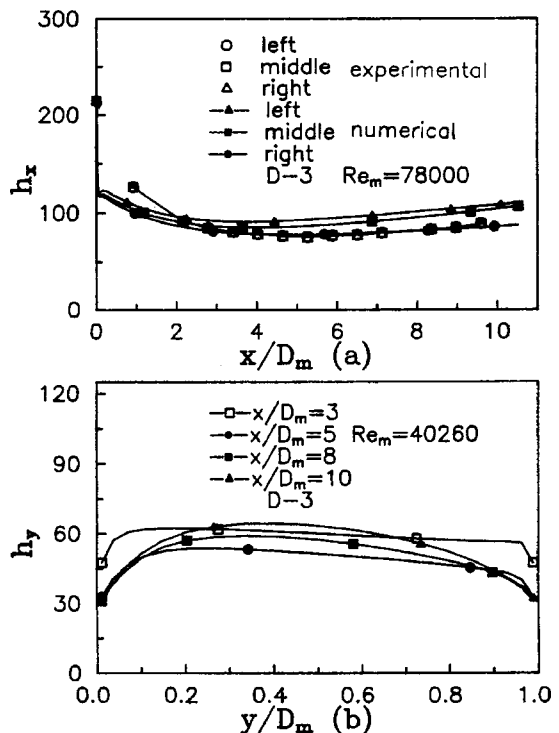 300
200
100
0
h_x
left
middle experimental
right
left
middle numerical
right
D-3 Re_m=78000
0 2 4 6 8 10
x/D_m (a)
120
90
60
30
0
h_y
x/D_m=3
x/D_m=5 Re_m=40260
x/D_m=8
x/D_m=10
D-3
0.0 0.2 0.4 0.6 0.8 1.0
y/D_m (b)